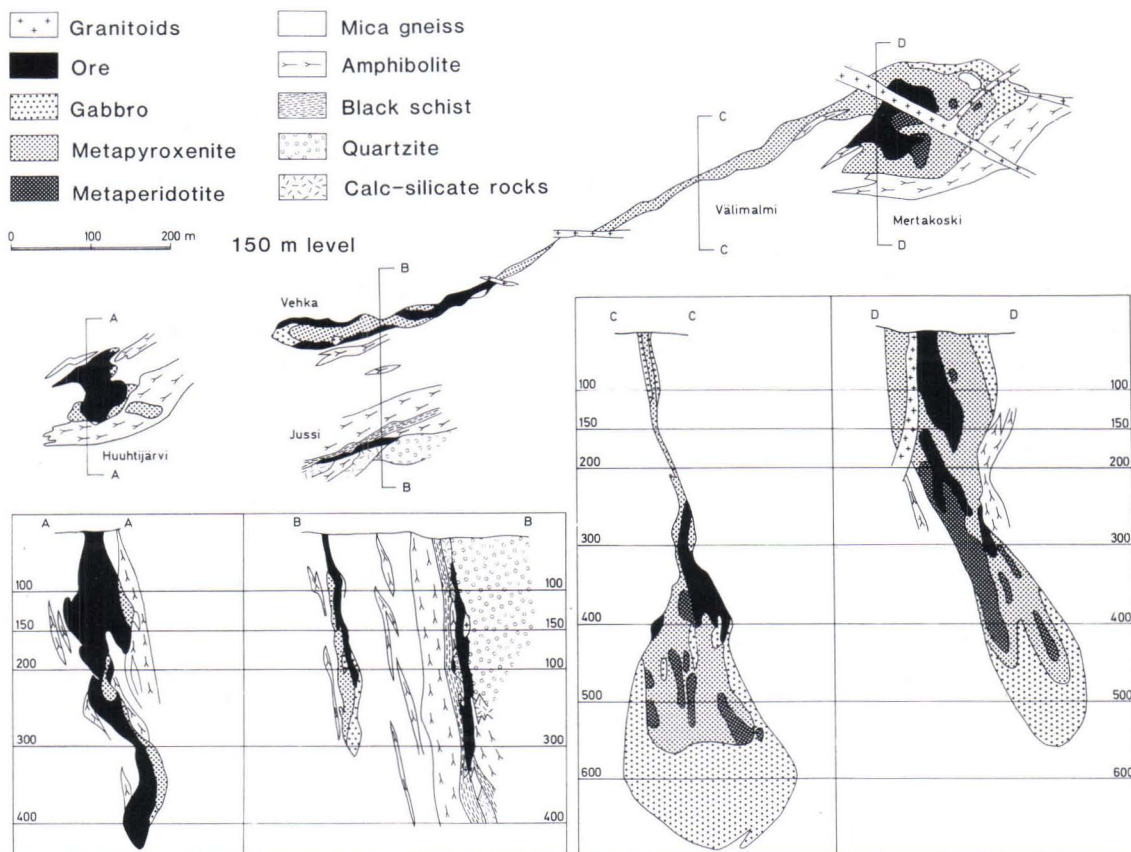 Granitoids
Ore
Gabbro
Metapyroxenite
Metaperidotite
Mica gneiss
Amphibolite
Black schist
Quartzite
Calc-silicate rocks
0 100 200 m
150 m level
D
D
C
C
Välimalmi
Mertakoski
B
Vehka
Jussi
B
A
Huuhtijärvi
A
A A B B
100 100
150 150
200 100
300 300
400 400
C C D D
100 100
150 150
200 200
300 300
400 400
500 500
600 600